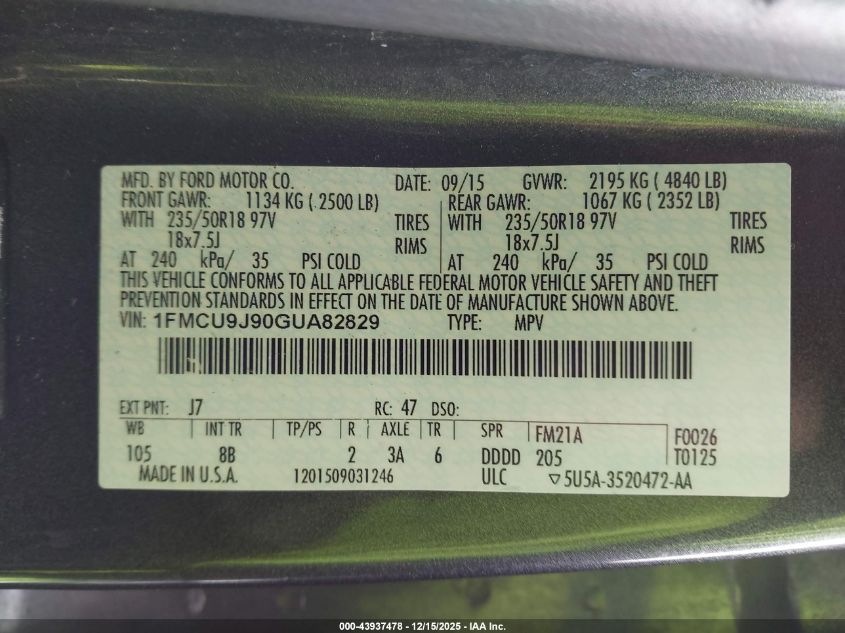 MFD. BY FORD MOTOR CO. DATE: 09/15 GVWR: 2195 KG ( 4840 LB)
FRONT GAWR: 1134 KG ( 2500 LB) REAR GAWR: 1067 KG ( 2352 LB)
WITH 235/50R18 97V TIRES WITH 235/50R18 97V TIRES
18x7.5J RIMS 18x7.5J RIMS
AT 240 kPa/ 35 PSI COLD AT 240 kPa/ 35 PSI COLD
THIS VEHICLE CONFORMS TO ALL APPLICABLE FEDERAL MOTOR VEHICLE SAFETY AND THEFT
PREVENTION STANDARDS IN EFFECT ON THE DATE OF MANUFACTURE SHOWN ABOVE.
VIN: 1FMCU9J90GUA82829 TYPE: MPV
EXT PNT: J7 RC: 47 DSO:
WB INT TR TP/PS R AXLE TR SPR FM21A F0026
105 8B 2 3A 6 DDDD 205 T0125
MADE IN U.S.A. 1201509031246 ULC ▽5U5A-3520472-AA
000-43937478 - 12/15/2025 - IAA Inc.